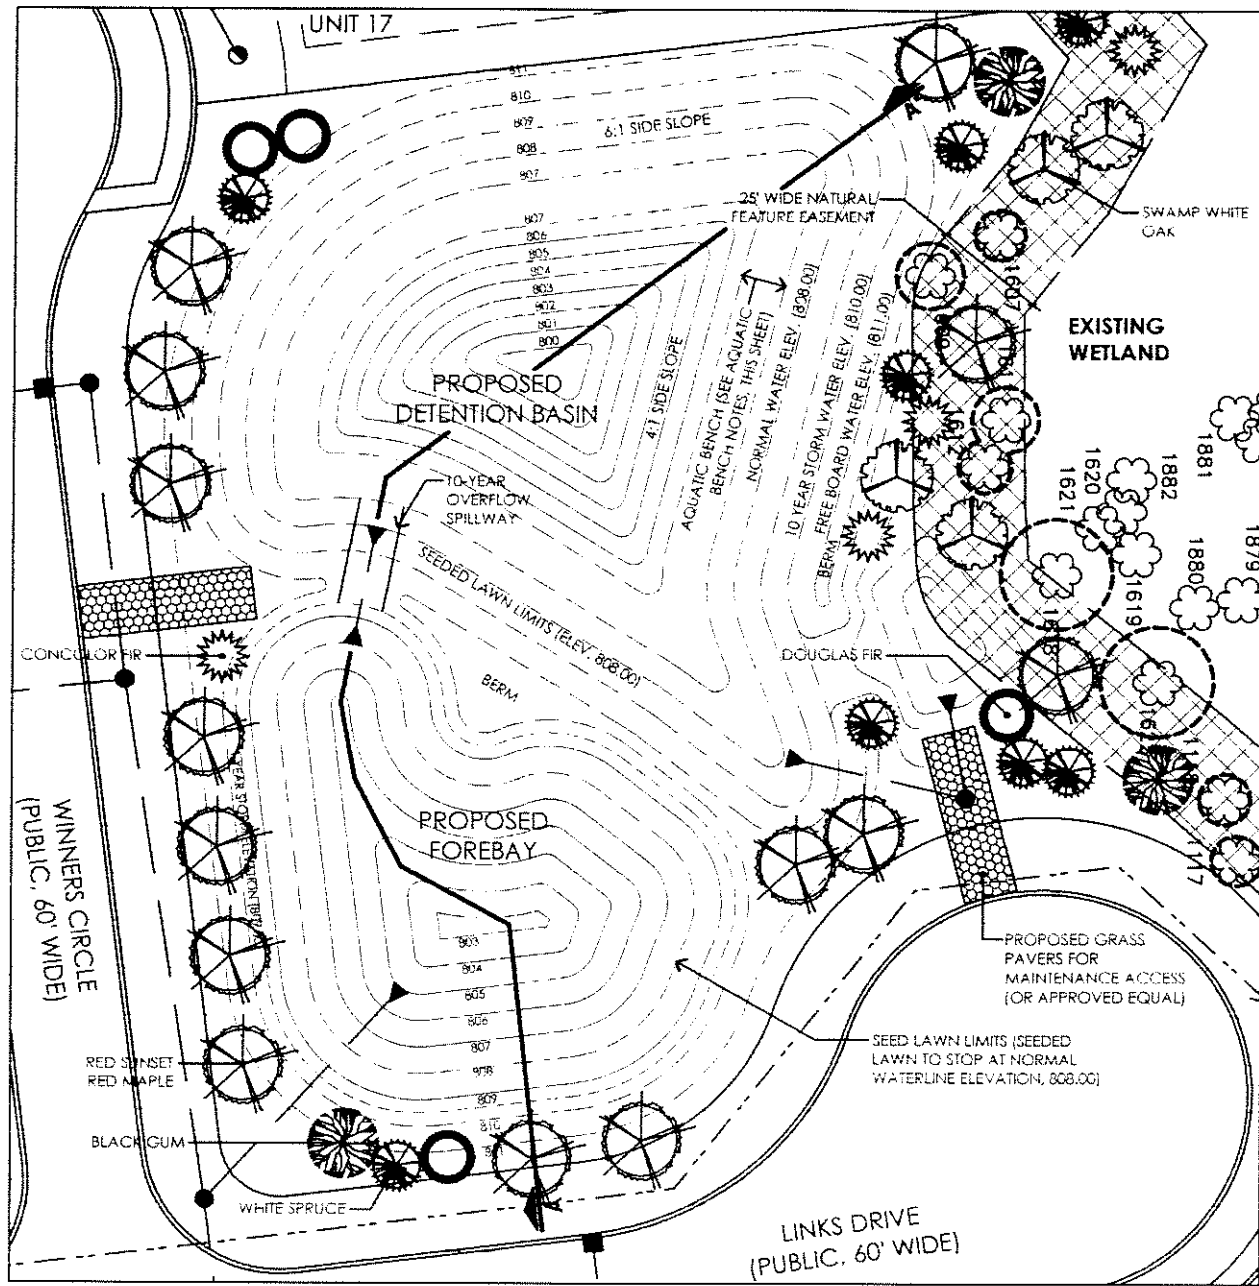 UNIT 17
811
810
809
808
807
6:1 SIDE SLOPE
807
806
805
804
803
802
801
800
A
25' WIDE NATURAL
FEATURE EASEMENT
SWAMP WHITE
OAK
1607
EXISTING
WETLAND
PROPOSED
DETENTION BASIN
4:1 SIDE SLOPE
AQUATIC BENCH (SEE AQUATIC
BENCH NOTES, THIS SHEET)
NORMAL WATER ELEV. (808.00)
10 YEAR STORM WATER ELEV. (810.00)
FREE BOARD WATER ELEV. (811.00)
BERM
1612
1621
1620
1882
1881
1880
1879
1619
1618
10-YEAR
OVERFLOW
SPILLWAY
SEEDED LAWN LIMITS (ELEV. 808.00)
BERM
CONCOLOR FIR
DOUGLAS FIR
1117
WINNERS CIRCLE
(PUBLIC, 60' WIDE)
PROPOSED
FOREBAY
803
804
805
806
807
808
809
810
PROPOSED GRASS
PAVERS FOR
MAINTENANCE ACCESS
(OR APPROVED EQUAL)
SEED LAWN LIMITS (SEEDED
LAWN TO STOP AT NORMAL
WATERLINE ELEVATION, 808.00)
RED SUNSET
RED MAPLE
BLACK GUM
WHITE SPRUCE
A
LINKS DRIVE
(PUBLIC, 60' WIDE)